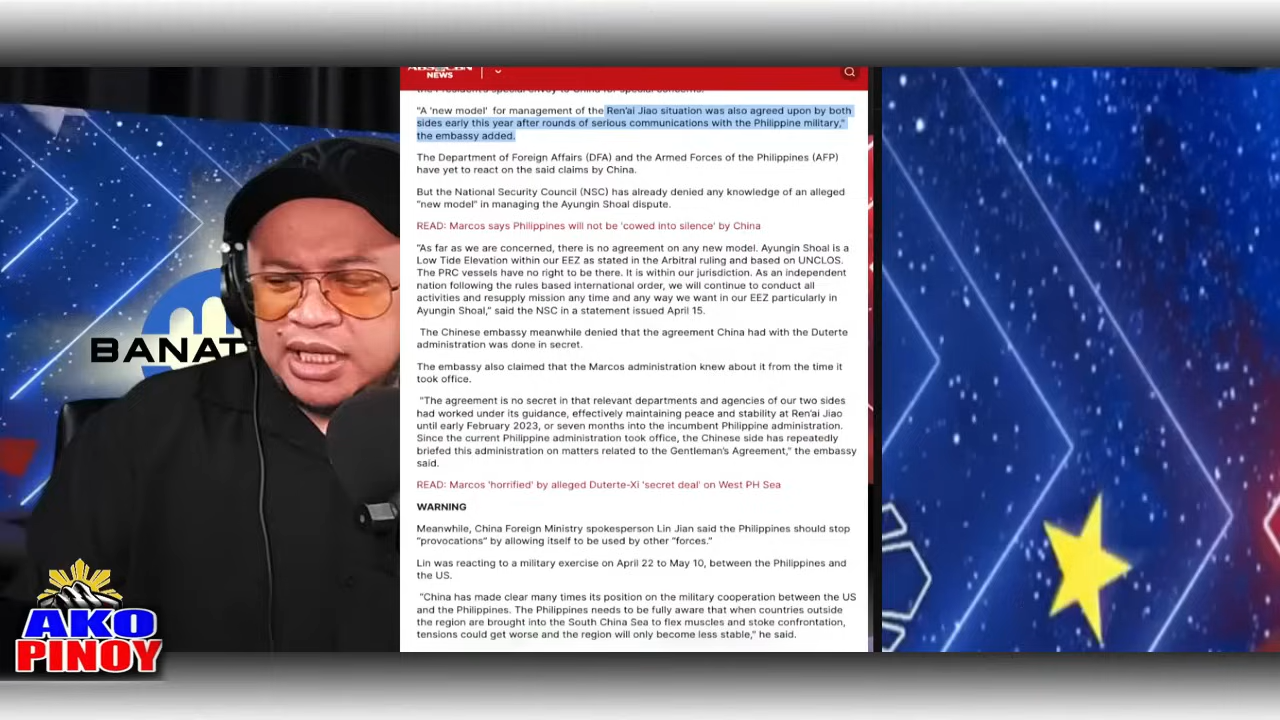 ABS-CBN
NEWS
the President's special envoy to China for special concerns.
"A 'new model' for management of the Ren'ai Jiao situation was also agreed upon by both
sides early this year after rounds of serious communications with the Philippine military,"
the embassy added.
The Department of Foreign Affairs (DFA) and the Armed Forces of the Philippines (AFP)
have yet to react on the said claims by China.
But the National Security Council (NSC) has already denied any knowledge of an alleged
"new model" in managing the Ayungin Shoal dispute.
READ: Marcos says Philippines will not be 'cowed into silence' by China
"As far as we are concerned, there is no agreement on any new model. Ayungin Shoal is a
Low Tide Elevation within our EEZ as stated in the Arbitral ruling and based on UNCLOS.
The PRC vessels have no right to be there. It is within our jurisdiction. As an independent
nation following the rules based international order, we will continue to conduct all
activities and resupply mission any time and any way we want in our EEZ particularly in
Ayungin Shoal," said the NSC in a statement issued April 15.
The Chinese embassy meanwhile denied that the agreement China had with the Duterte
administration was done in secret.
The embassy also claimed that the Marcos administration knew about it from the time it
took office.
"The agreement is no secret in that relevant departments and agencies of our two sides
had worked under its guidance, effectively maintaining peace and stability at Ren'ai Jiao
until early February 2023, or seven months into the incumbent Philippine administration.
Since the current Philippine administration took office, the Chinese side has repeatedly
briefed this administration on matters related to the Gentleman's Agreement," the embassy
said.
READ: Marcos 'horrified' by alleged Duterte-Xi 'secret deal' on West PH Sea
WARNING
Meanwhile, China Foreign Ministry spokesperson Lin Jian said the Philippines should stop
"provocations" by allowing itself to be used by other "forces."
Lin was reacting to a military exercise on April 22 to May 10, between the Philippines and
the US.
"China has made clear many times its position on the military cooperation between the US
and the Philippines. The Philippines needs to be fully aware that when countries outside
the region are brought into the South China Sea to flex muscles and stoke confrontation,
tensions could get worse and the region will only become less stable," he said.
BANAT
AKO
PINOY